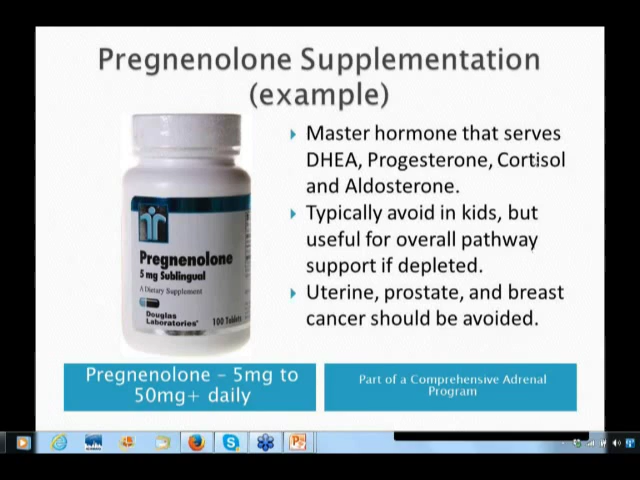 Pregnenolone Supplementation
(example)
Pregnenolone
5 mg Sublingual
A Dietary Supplement
Douglas
Laboratories®
100 Tablets
Master hormone that serves
DHEA, Progesterone, Cortisol
and Aldosterone.
Typically avoid in kids, but
useful for overall pathway
support if depleted.
Uterine, prostate, and breast
cancer should be avoided.
Pregnenolone – 5mg to
50mg+ daily
Part of a Comprehensive Adrenal
Program